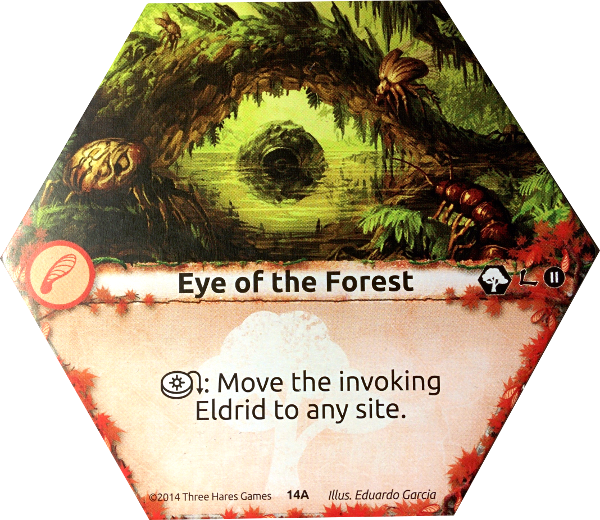 Eye of the Forest
: Move the invoking
Eldrid to any site.
©2014 Three Hares Games 14A Illus. Eduardo Garcia